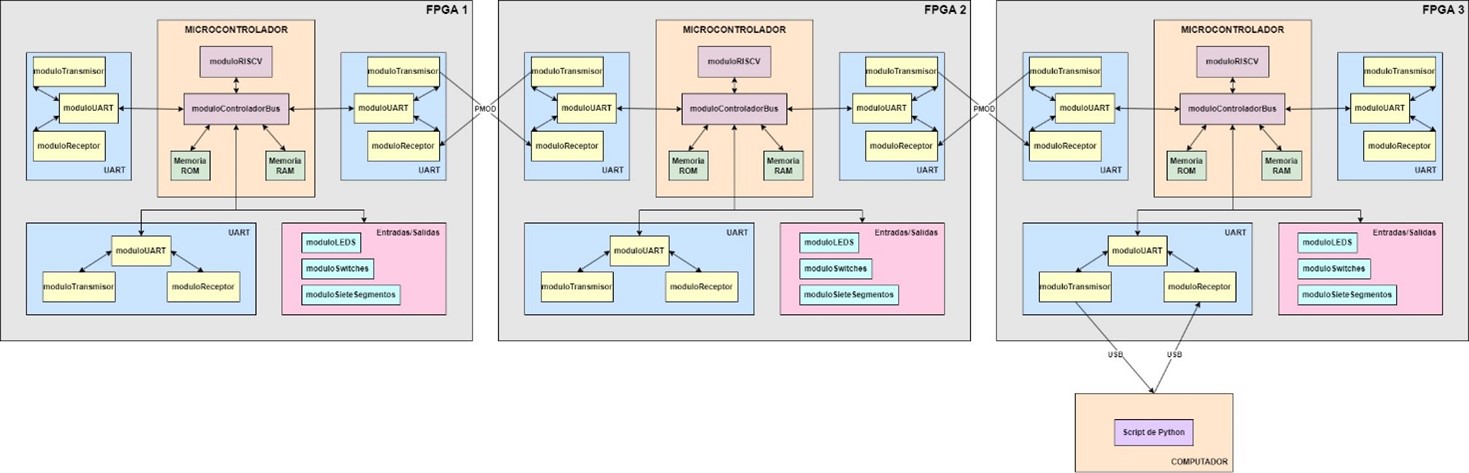 FPGA 1
MICROCONTROLADOR
moduloRISCV
moduloControladorBus
Memoria
ROM
Memoria
RAM
moduloTransmisor
moduloUART
moduloReceptor
UART
moduloTransmisor
moduloUART
moduloReceptor
UART
UART
moduloUART
moduloTransmisor
moduloReceptor
Entradas/Salidas
moduloLEDS
moduloSwitches
moduloSieteSegmentos
PMOD
FPGA 2
MICROCONTROLADOR
moduloRISCV
moduloControladorBus
Memoria
ROM
Memoria
RAM
moduloTransmisor
moduloUART
moduloReceptor
UART
moduloTransmisor
moduloUART
moduloReceptor
UART
UART
moduloUART
moduloTransmisor
moduloReceptor
Entradas/Salidas
moduloLEDS
moduloSwitches
moduloSieteSegmentos
PMOD
FPGA 3
MICROCONTROLADOR
moduloRISCV
moduloControladorBus
Memoria
ROM
Memoria
RAM
moduloTransmisor
moduloUART
moduloReceptor
UART
moduloTransmisor
moduloUART
moduloReceptor
UART
UART
moduloUART
moduloTransmisor
moduloReceptor
Entradas/Salidas
moduloLEDS
moduloSwitches
moduloSieteSegmentos
USB
USB
Script de Python
COMPUTADOR